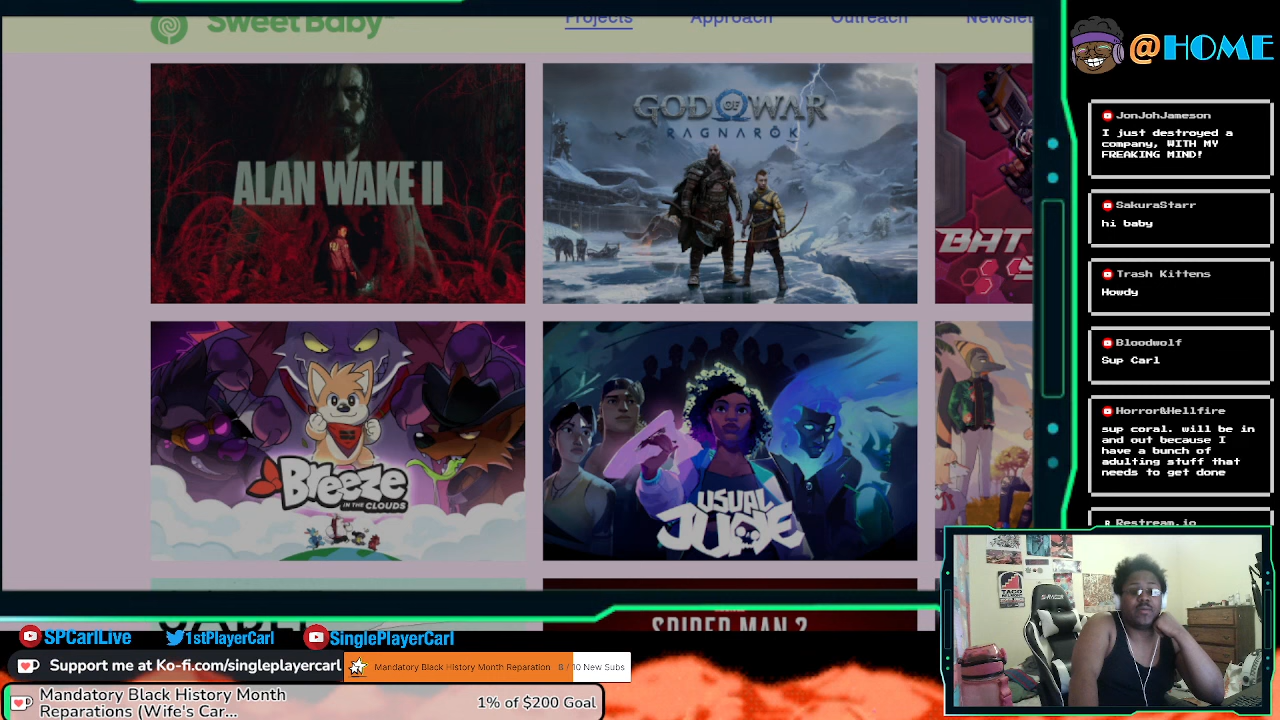 SweetBaby
Projects
Approach
Outreach
ALAN WAKE II
GOD OF WAR
RAGNARÖK
BREEZE
IN THE CLOUDS
USUAL
JUNE
SPIDER MAN 2
@HOME
JonJohJameson
I just destroyed a
company, WITH MY
FREAKING MIND!
SakuraStarr
hi baby
Trash Kittens
Howdy
Bloodwolf
Sup Carl
Horror&Hellfire
sup coral. will be in
and out because I
have a bunch of
adulting stuff that
needs to get done
Restream.io
SPCarlLive
1stPlayerCarl
SinglePlayerCarl
Support me at Ko-fi.com/singleplayercarl
Mandatory Black History Month Reparation 8 / 10 New Subs
Mandatory Black History Month
Reparations (Wife's Car...
1% of $200 Goal